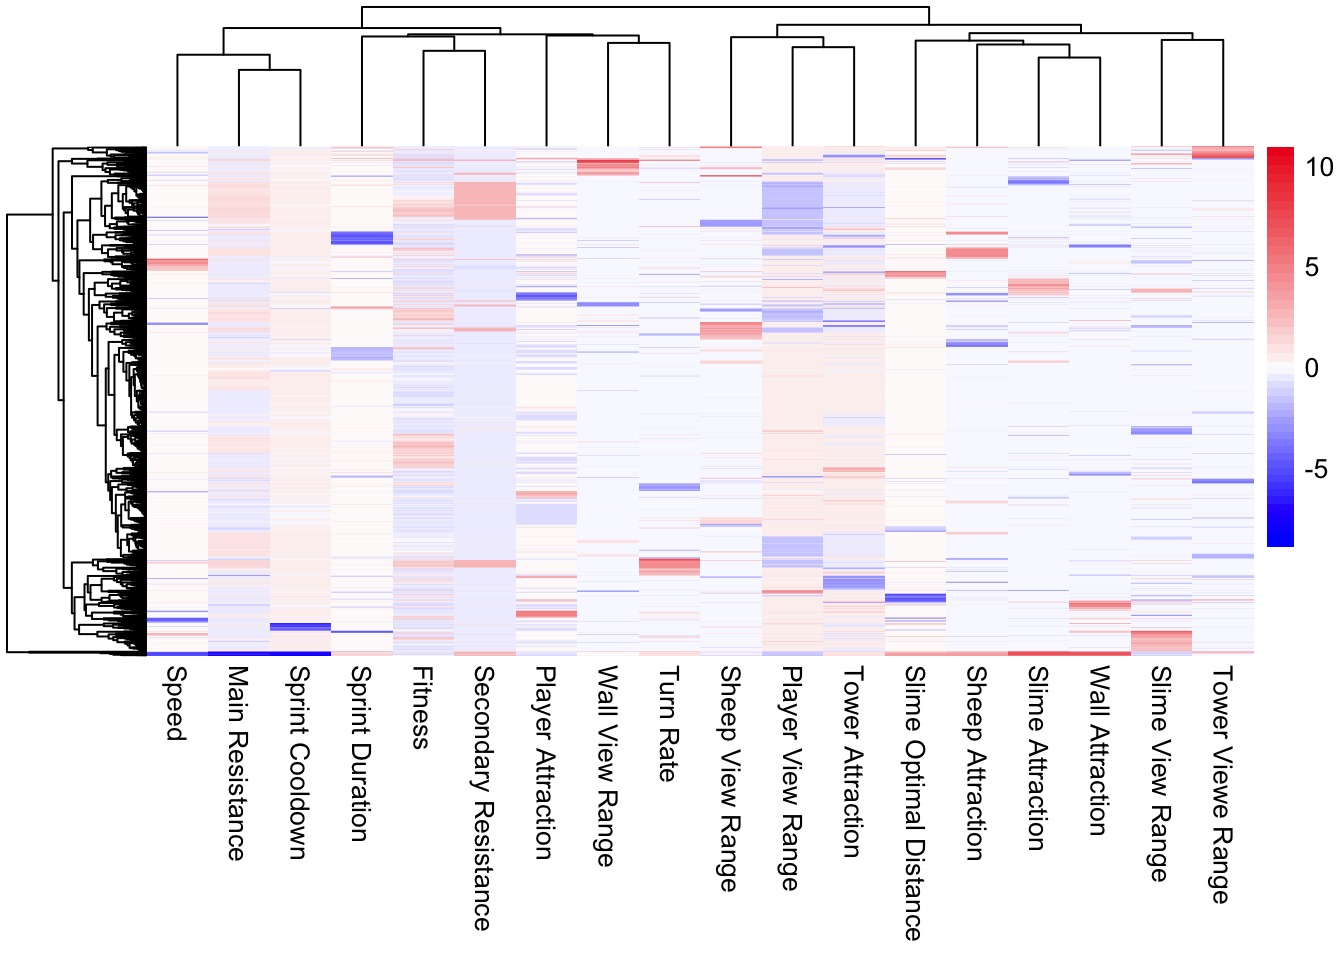 10
5
0
-5
Speed
Main Resistance
Sprint Cooldown
Sprint Duration
Fitness
Secondary Resistance
Player Attraction
Wall View Range
Turn Rate
Sheep View Range
Player View Range
Tower Attraction
Slime Optimal Distance
Sheep Attraction
Slime Attraction
Wall Attraction
Slime View Range
Tower Viewe Range